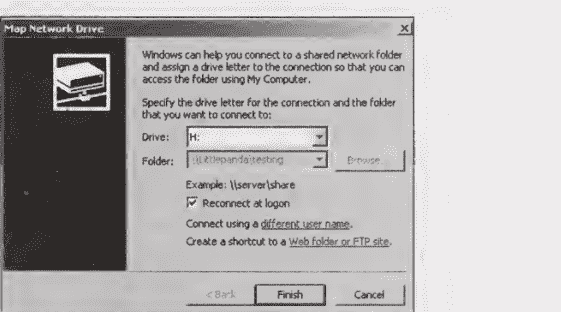 Map Network Drive
Windows can help you connect to a shared network folder
and assign a drive letter to the connection so that you can
access the folder using My Computer.
Specify the drive letter for the connection and the folder
that you want to connect to:
Drive: H:
Folder: \\Littlepanda\testing Browse...
Example: \\server\share
Reconnect at logon
Connect using a different user name.
Create a shortcut to a Web folder or FTP site.
< Back Finish Cancel